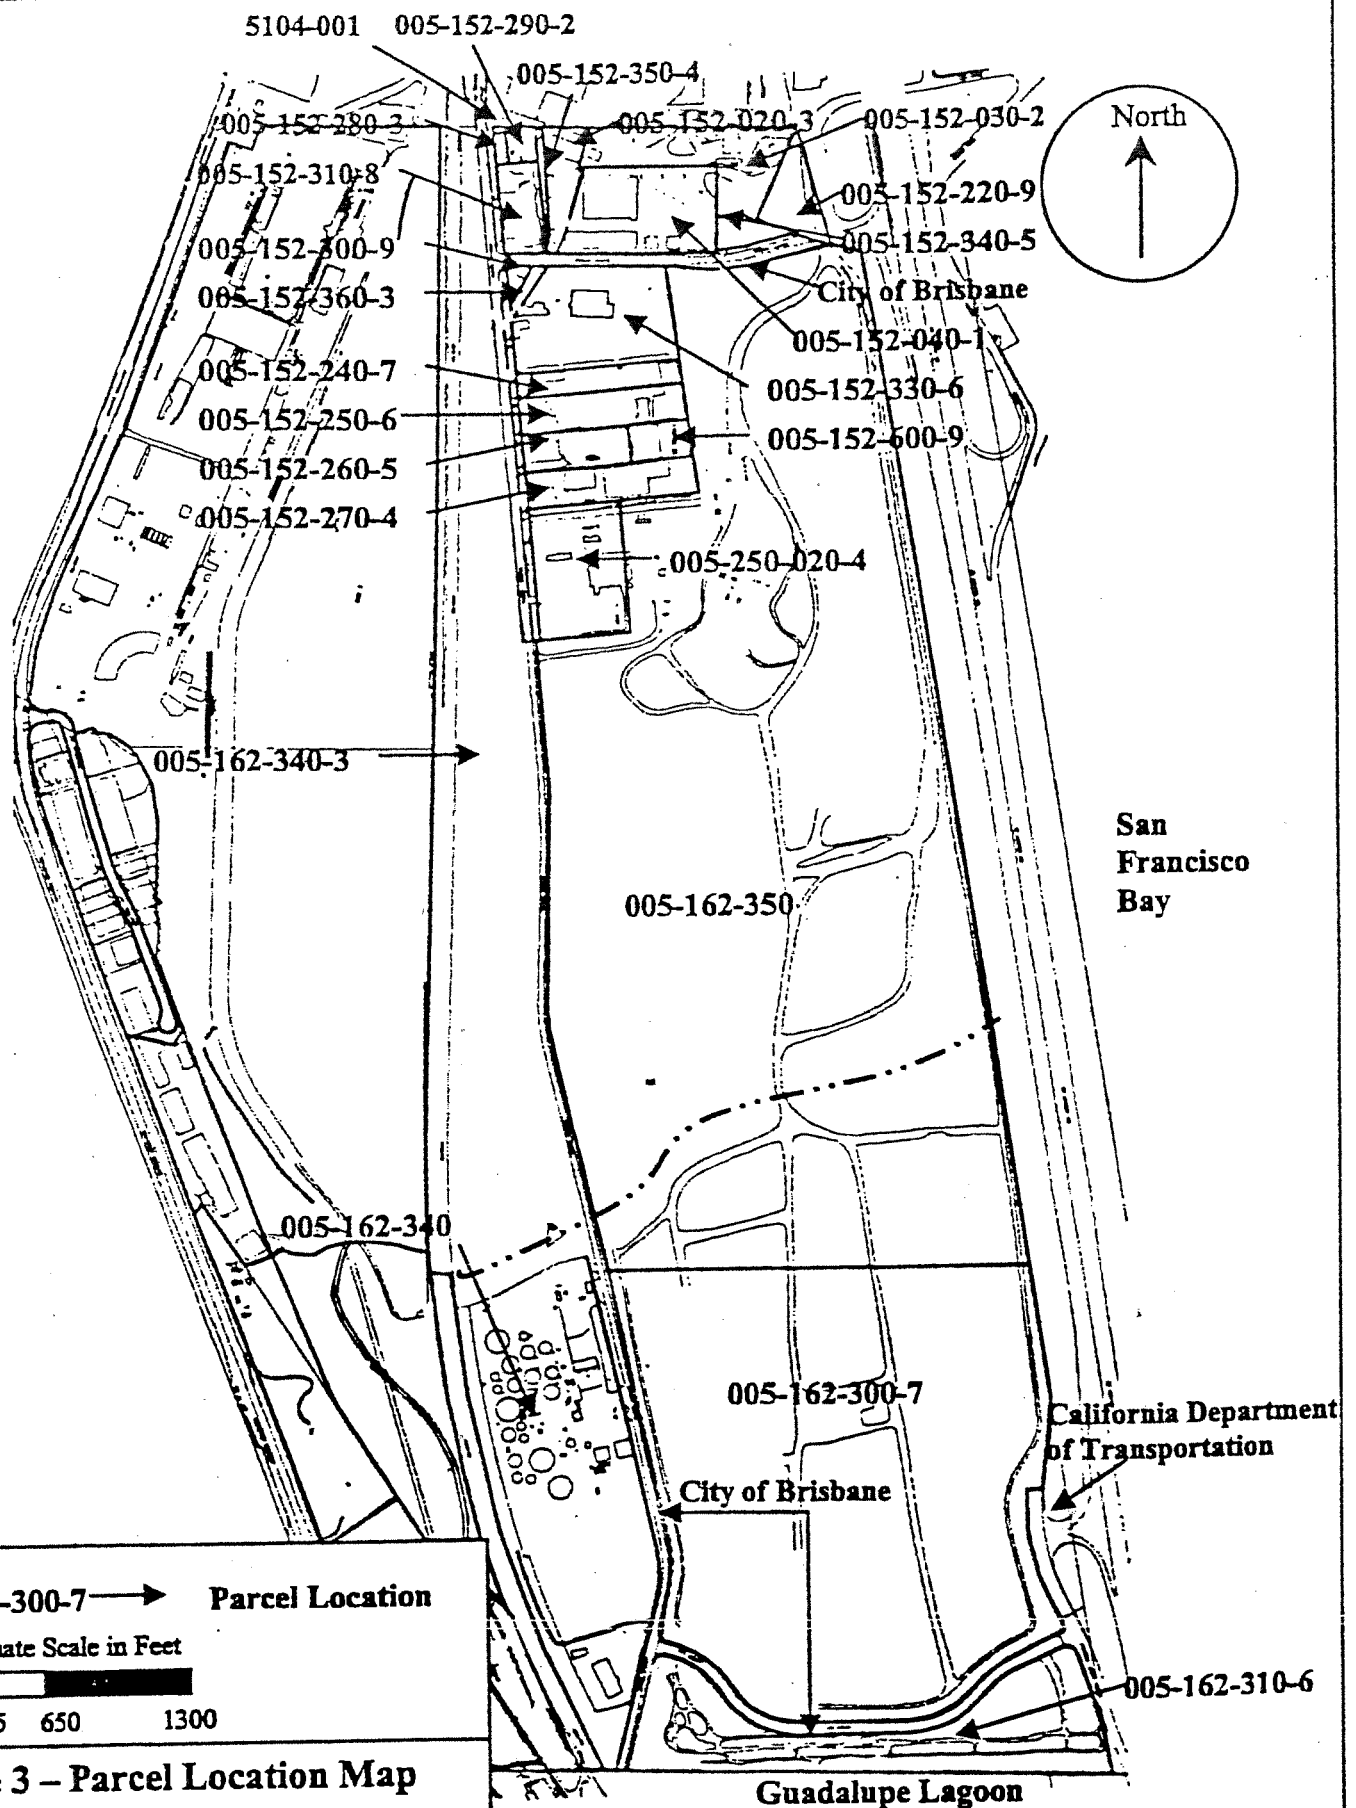 5104-001 005-152-290-2
005-152-350-4
005-152-280-3 005-152-020-3 005-152-030-2
North
005-152-310-8
005-152-220-9
005-152-300-9 005-152-340-5
005-152-360-3 City of Brisbane
005-152-040-1
005-152-240-7 005-152-330-6
005-152-250-6
005-152-600-9
005-152-260-5
005-152-270-4
005-250-020-4
005-162-340-3
San
Francisco
Bay
005-162-350
005-162-340
005-162-300-7
California Department
of Transportation
City of Brisbane
-300-7 Parcel Location
ate Scale in Feet
5 650 1300
005-162-310-6
3 – Parcel Location Map
Guadalupe Lagoon